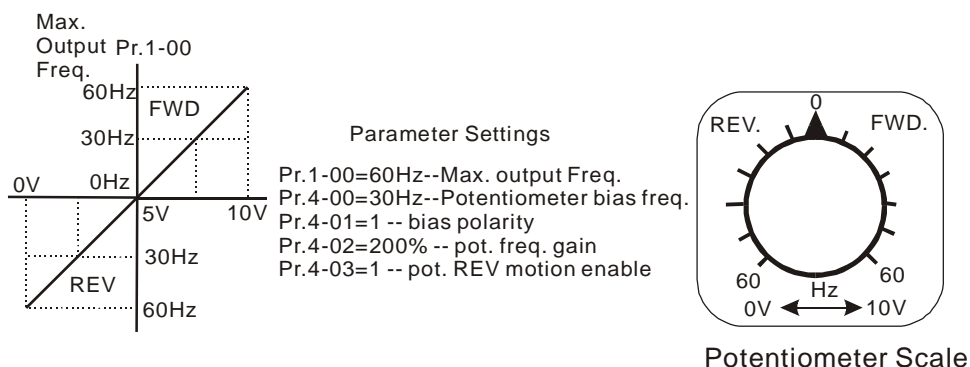 Max.
Output Pr.1-00
Freq.
60Hz
FWD
30Hz
0V
0Hz
5V
10V
30Hz
REV
60Hz
Parameter Settings
Pr.1-00=60Hz--Max. output Freq.
Pr.4-00=30Hz--Potentiometer bias freq.
Pr.4-01=1 -- bias polarity
Pr.4-02=200% -- pot. freq. gain
Pr.4-03=1 -- pot. REV motion enable
0
REV.
FWD.
60
60
Hz
0V
10V
Potentiometer Scale